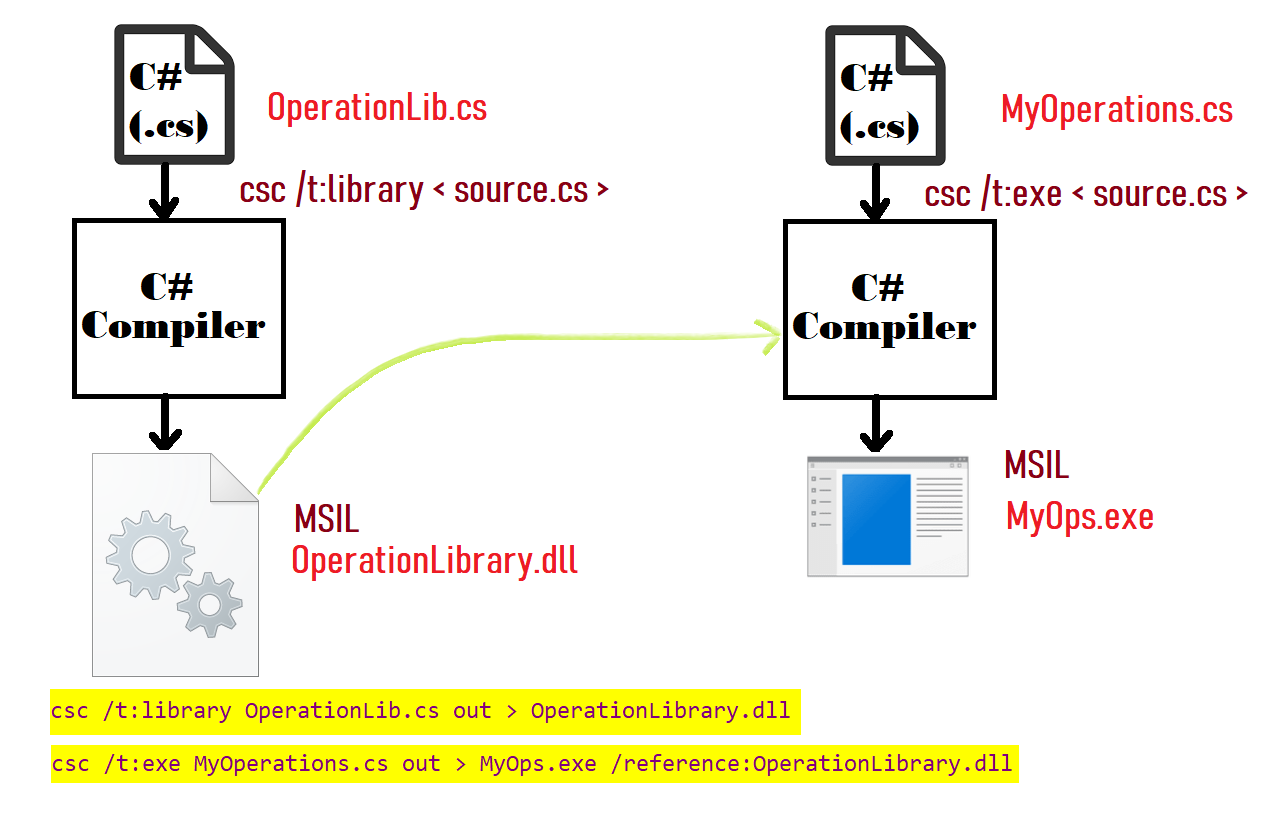 C#
(.cs)
OperationLib.cs
csc /t:library < source.cs >
C#
Compiler
MSIL
OperationLibrary.dll
C#
(.cs)
MyOperations.cs
csc /t:exe < source.cs >
C#
Compiler
MSIL
MyOps.exe
csc /t:library OperationLib.cs out > OperationLibrary.dll
csc /t:exe MyOperations.cs out > MyOps.exe /reference:OperationLibrary.dll